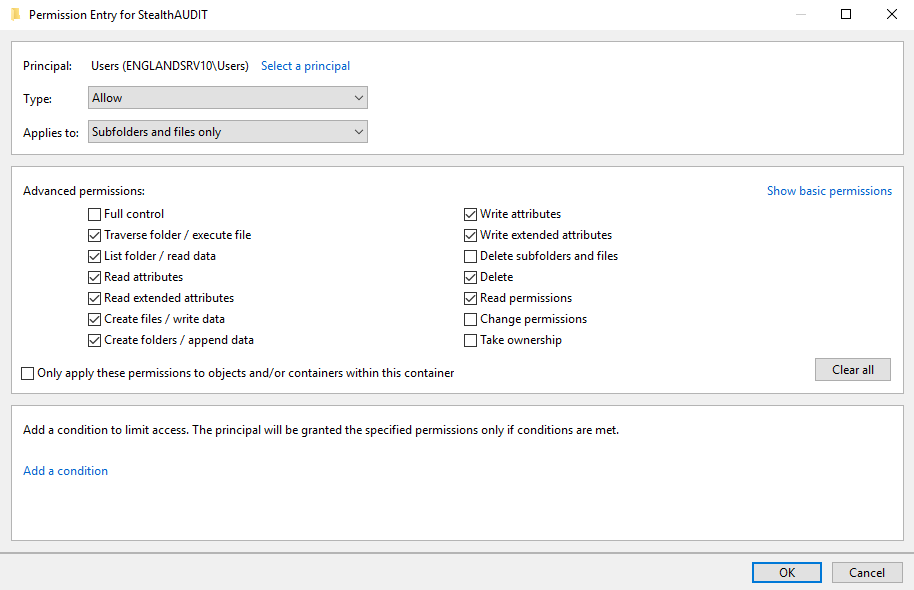 Permission Entry for StealthAUDIT
Principal: Users (ENGLANDSRV10\Users) Select a principal
Type: Allow
Applies to: Subfolders and files only
Advanced permissions: Show basic permissions
Full control Write attributes
Traverse folder / execute file Write extended attributes
List folder / read data Delete subfolders and files
Read attributes Delete
Read extended attributes Read permissions
Create files / write data Change permissions
Create folders / append data Take ownership
Only apply these permissions to objects and/or containers within this container Clear all
Add a condition to limit access. The principal will be granted the specified permissions only if conditions are met.
Add a condition
OK Cancel